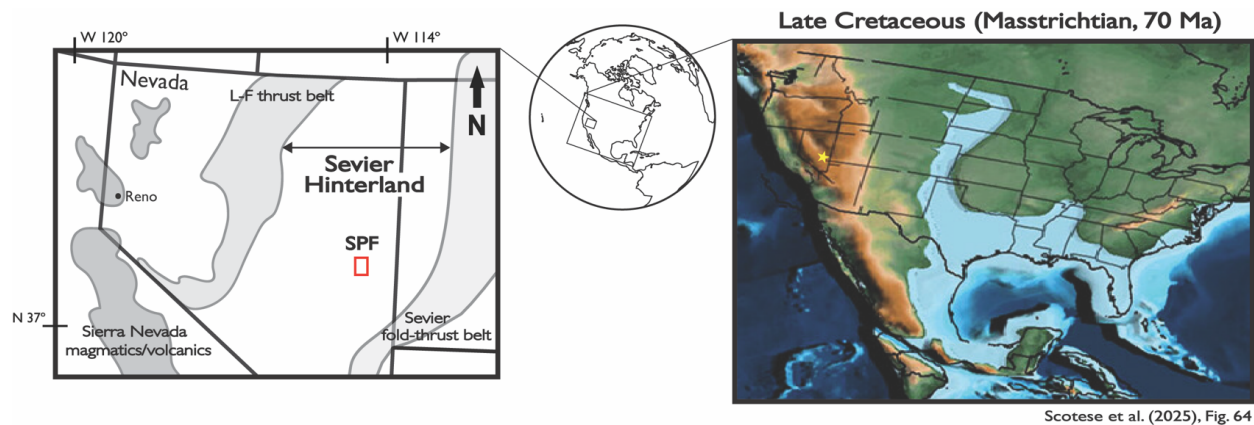 Late Cretaceous (Masstrichtian, 70 Ma)
W 120°
W 114°
Nevada
L-F thrust belt
N
Sevier
Hinterland
Reno
SPF
N 37°
Sierra Nevada
magmatics/volcanics
Sevier
fold-thrust belt
Scotese et al. (2025), Fig. 64